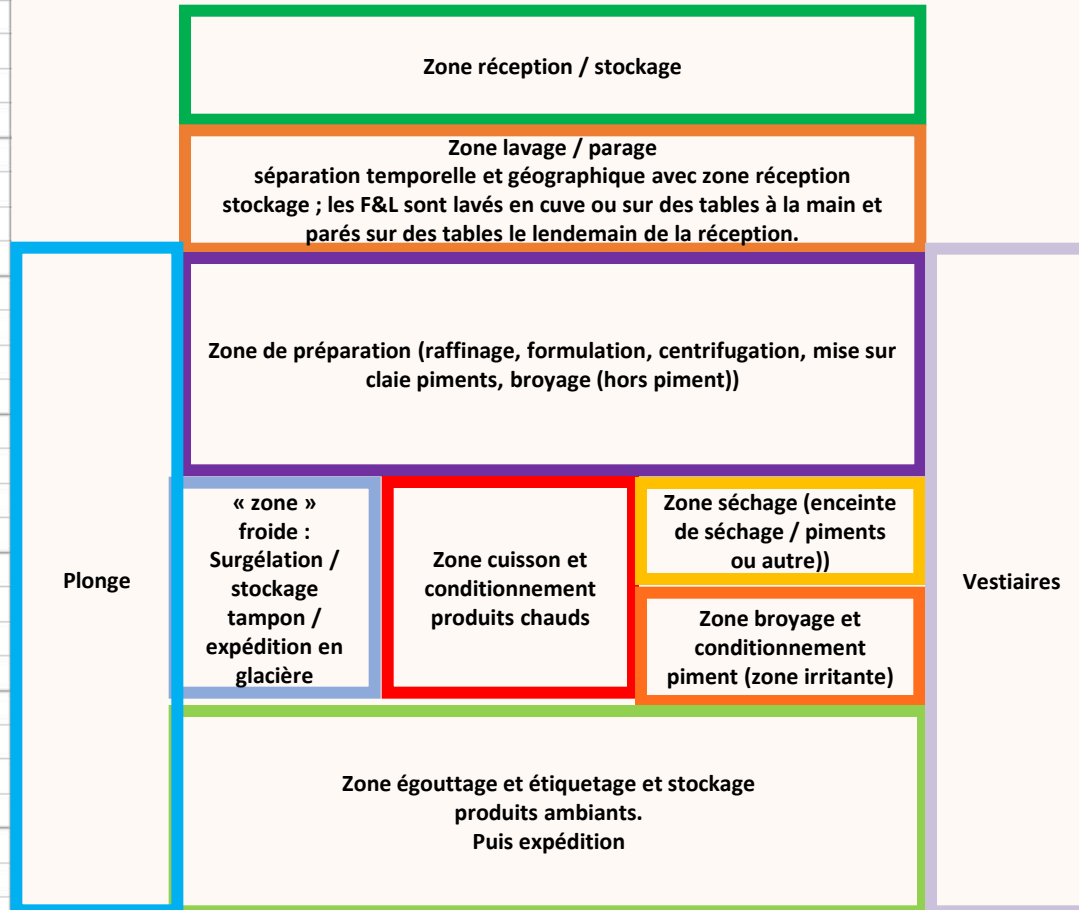 Zone réception / stockage
Zone lavage / parage
séparation temporelle et géographique avec zone réception
stockage ; les F&L sont lavés en cuve ou sur des tables à la main et
parés sur des tables le lendemain de la réception.
Zone de préparation (raffinage, formulation, centrifugation, mise sur
claie piments, broyage (hors piment))
Plonge
« zone »
froide :
Surgélation /
stockage
tampon /
expédition en
glacière
Zone cuisson et
conditionnement
produits chauds
Zone séchage (enceinte
de séchage / piments
ou autre))
Zone broyage et
conditionnement
piment (zone irritante)
Vestiaires
Zone égouttage et étiquetage et stockage
produits ambiants.
Puis expédition